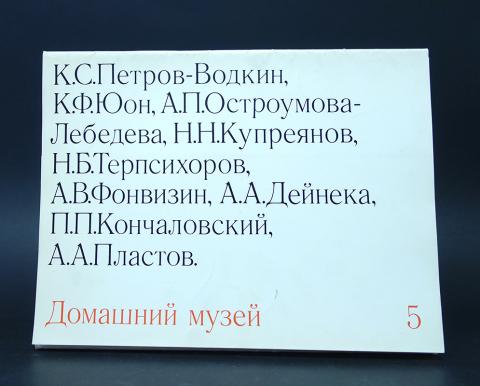 К.С.Петров-Водкин,
К.Ф.Юон, А.П.Остроумова-
Лебедева, Н.Н.Купреянов,
Н.Б.Терпсихоров,
А.В.Фонвизин, А.А.Дейнека,
П.П.Кончаловский,
А.А.Пластов.
Домашний музей 5